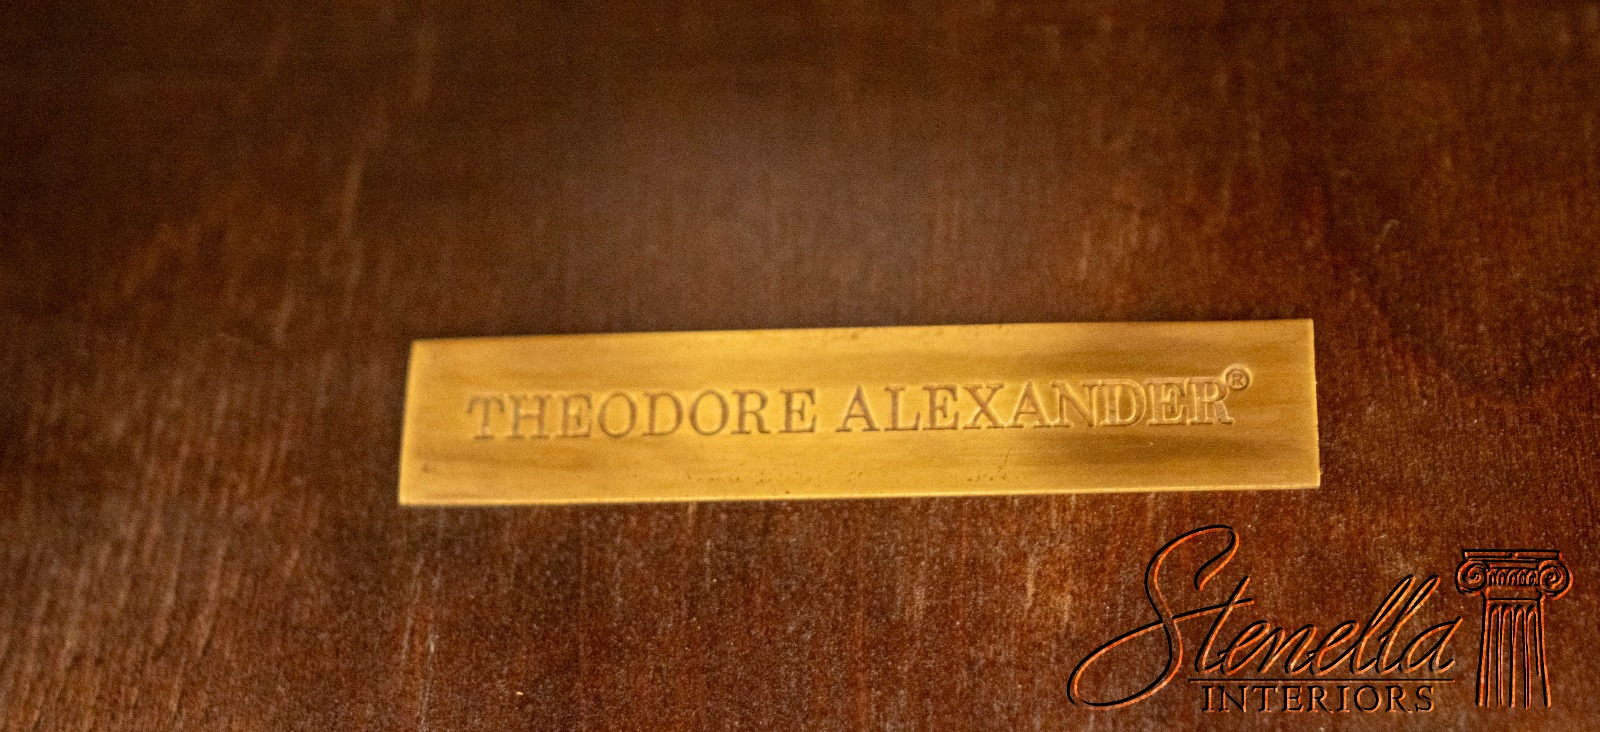 THEODORE ALEXANDER®
Stenella
INTERIORS